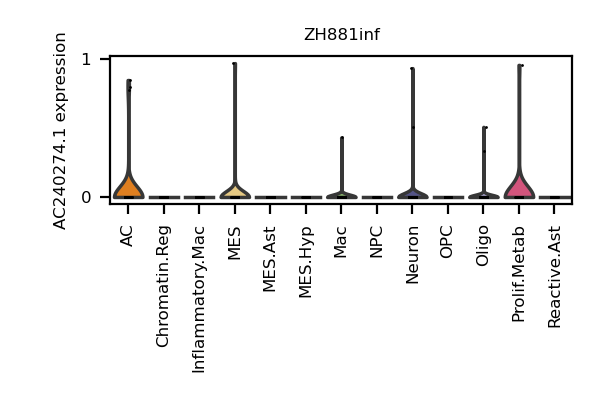 ZH881inf
AC240274.1 expression
1
0
AC
Chromatin.Reg
Inflammatory.Mac
MES
MES.Ast
MES.Hyp
Mac
NPC
Neuron
OPC
Oligo
Prolif.Metab
Reactive.Ast